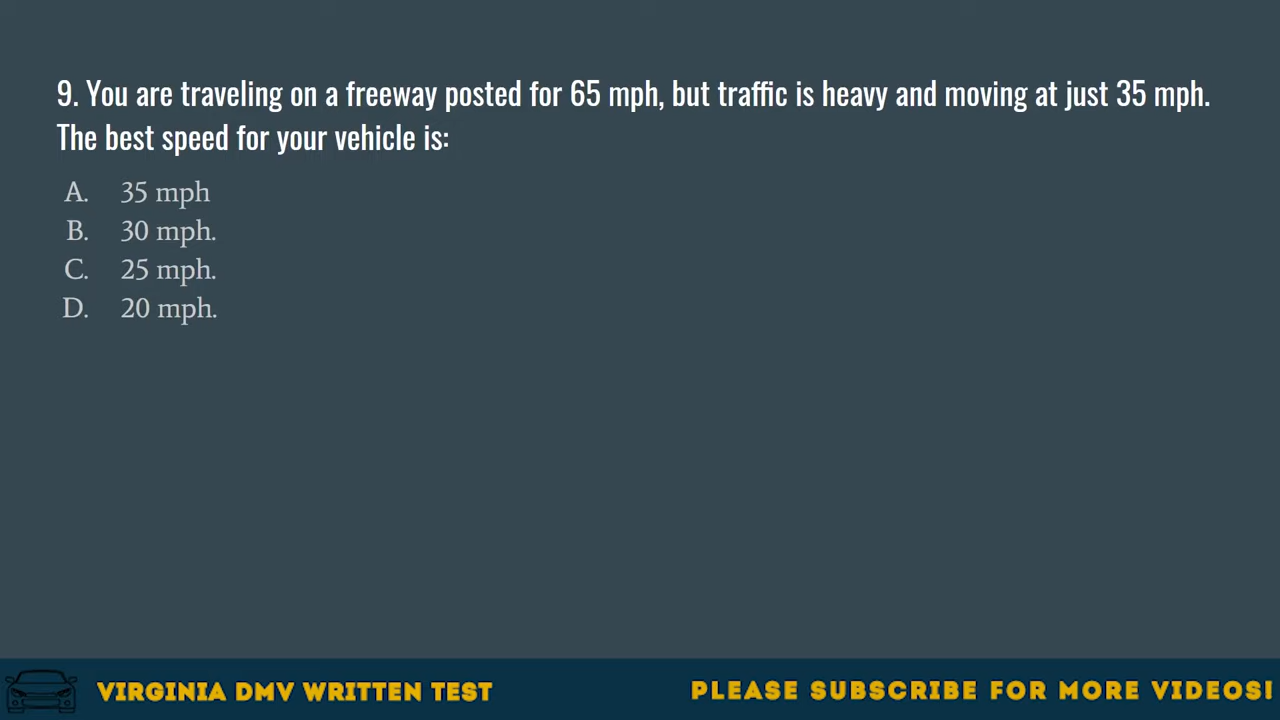 9. You are traveling on a freeway posted for 65 mph, but traffic is heavy and moving at just 35 mph.
The best speed for your vehicle is:
A. 35 mph
B. 30 mph.
C. 25 mph.
D. 20 mph.
VIRGINIA DMV WRITTEN TEST
PLEASE SUBSCRIBE FOR MORE VIDEOS!